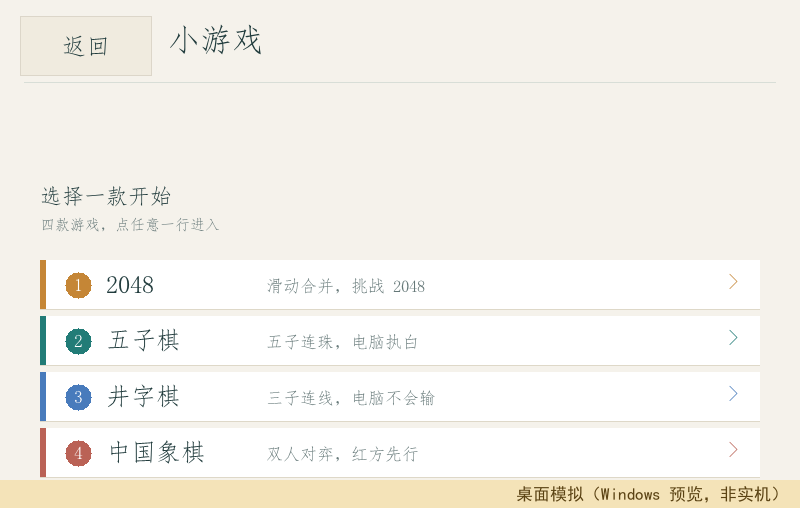 返回
小游戏
选择一款开始
四款游戏，点任意一行进入
1 2048 滑动合并，挑战 2048
2 五子棋 五子连珠，电脑执白
3 井字棋 三子连线，电脑不会输
4 中国象棋 双人对弈，红方先行
桌面模拟（Windows 预览，非实机）